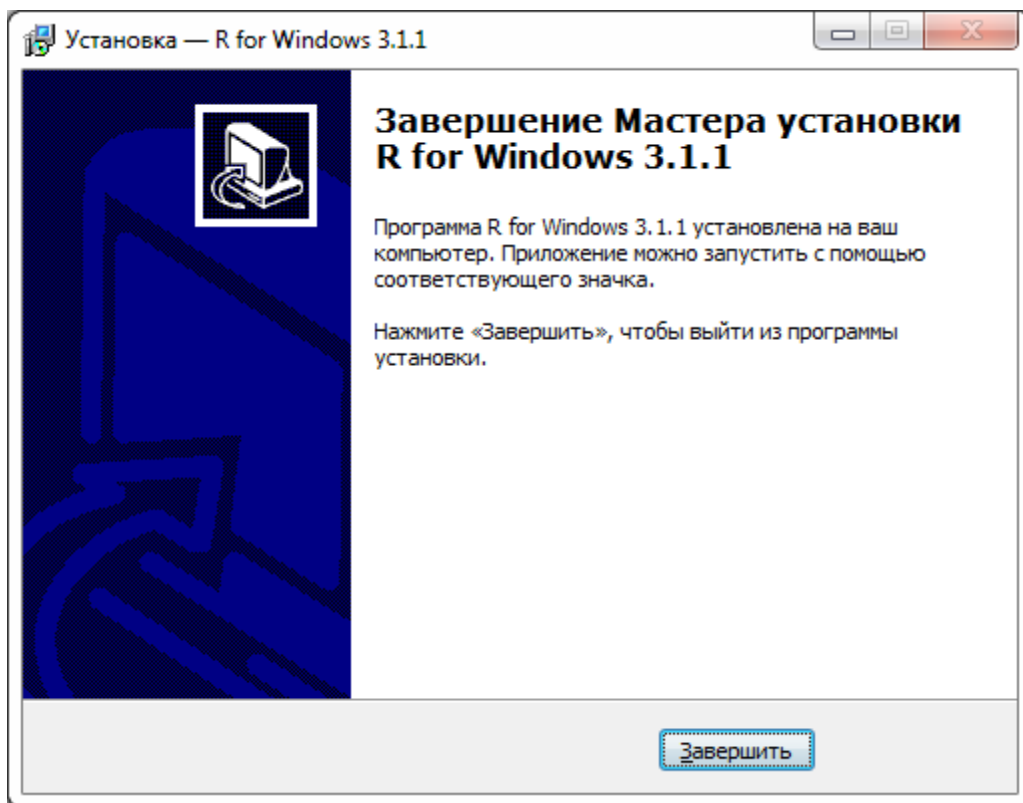 Установка — R for Windows 3.1.1
Завершение Мастера установки
R for Windows 3.1.1
Программа R for Windows 3.1.1 установлена на ваш
компьютер. Приложение можно запустить с помощью
соответствующего значка.
Нажмите «Завершить», чтобы выйти из программы
установки.
Завершить